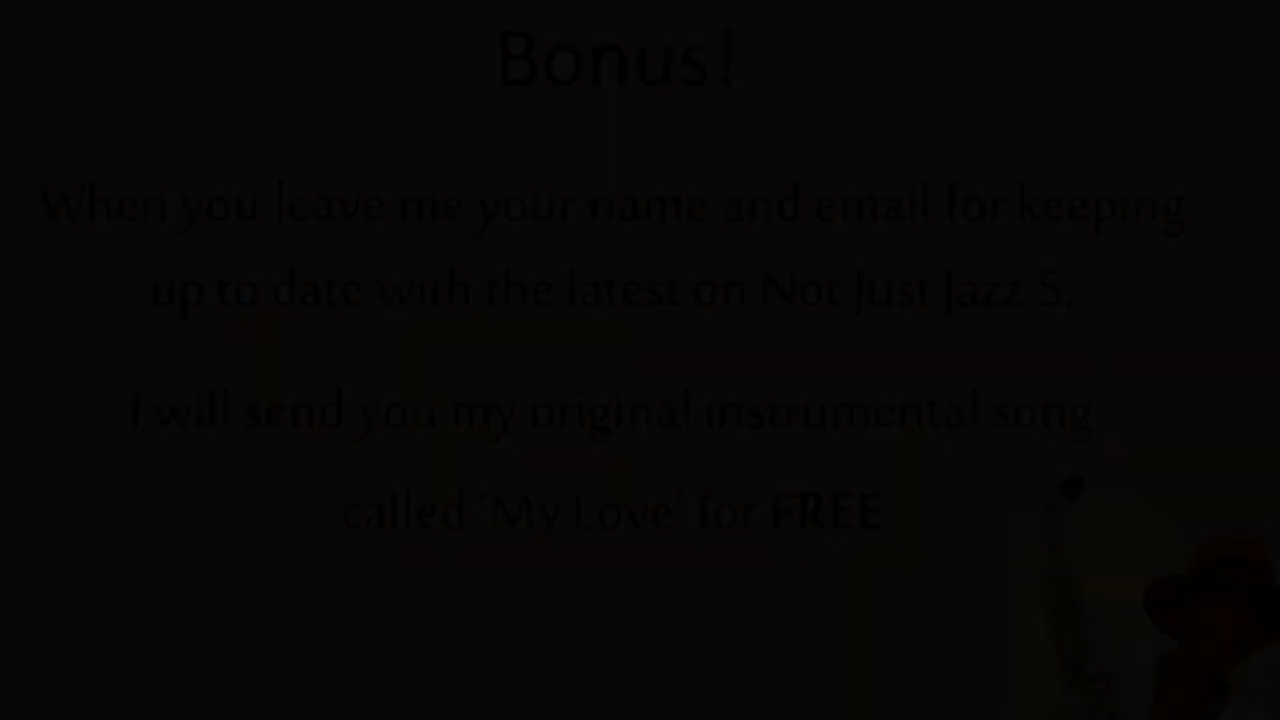 Bonus!
When you leave me your name and email for keeping
up to date with the latest on Not Just Jazz 5,
I will send you my original instrumental song
called 'My Love' for FREE